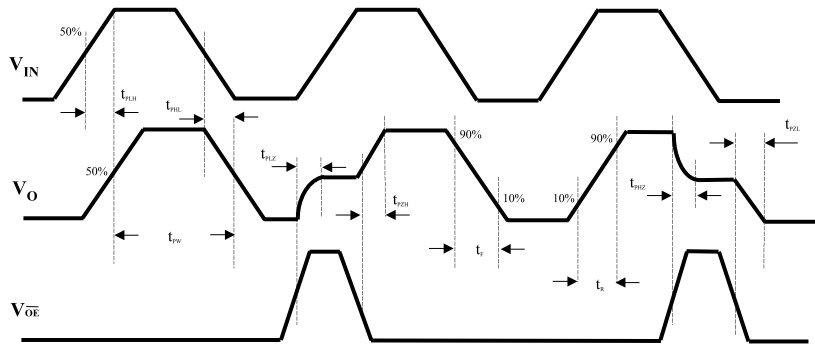 50%
V_IN
t_PLH
t_PHL
90%
90%
t_PZL
50%
V_O
t_PLZ
t_PZH
10%
10%
t_PHZ
t_PW
t_F
t_R
V_OE̅